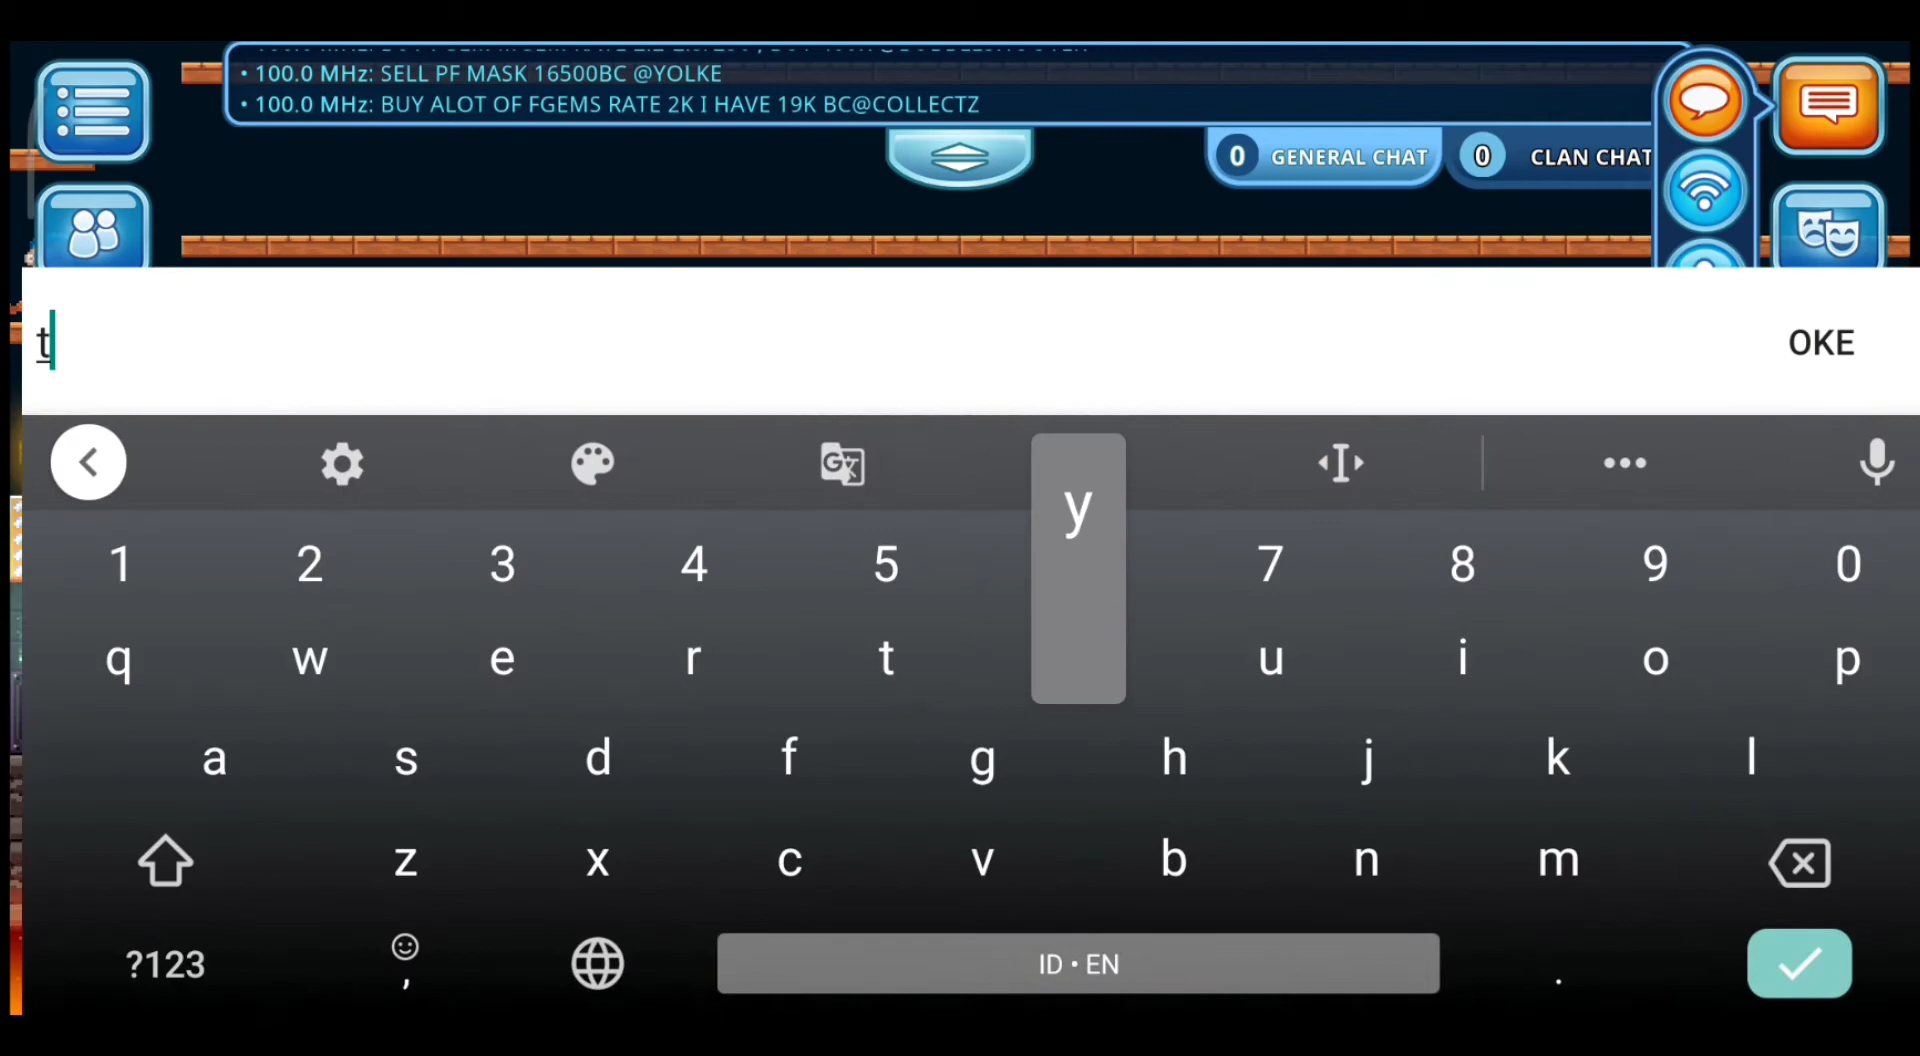 • 100.0 MHz: SELL PF MASK 16500BC @YOLKE
• 100.0 MHz: BUY ALOT OF FGEMS RATE 2K I HAVE 19K BC@COLLECTZ
0 GENERAL CHAT 0 CLAN CHAT
t OKE
1 2 3 4 5 7 8 9 0
q w e r t y u i o p
a s d f g h j k l
z x c v b n m
?123 , ID • EN .